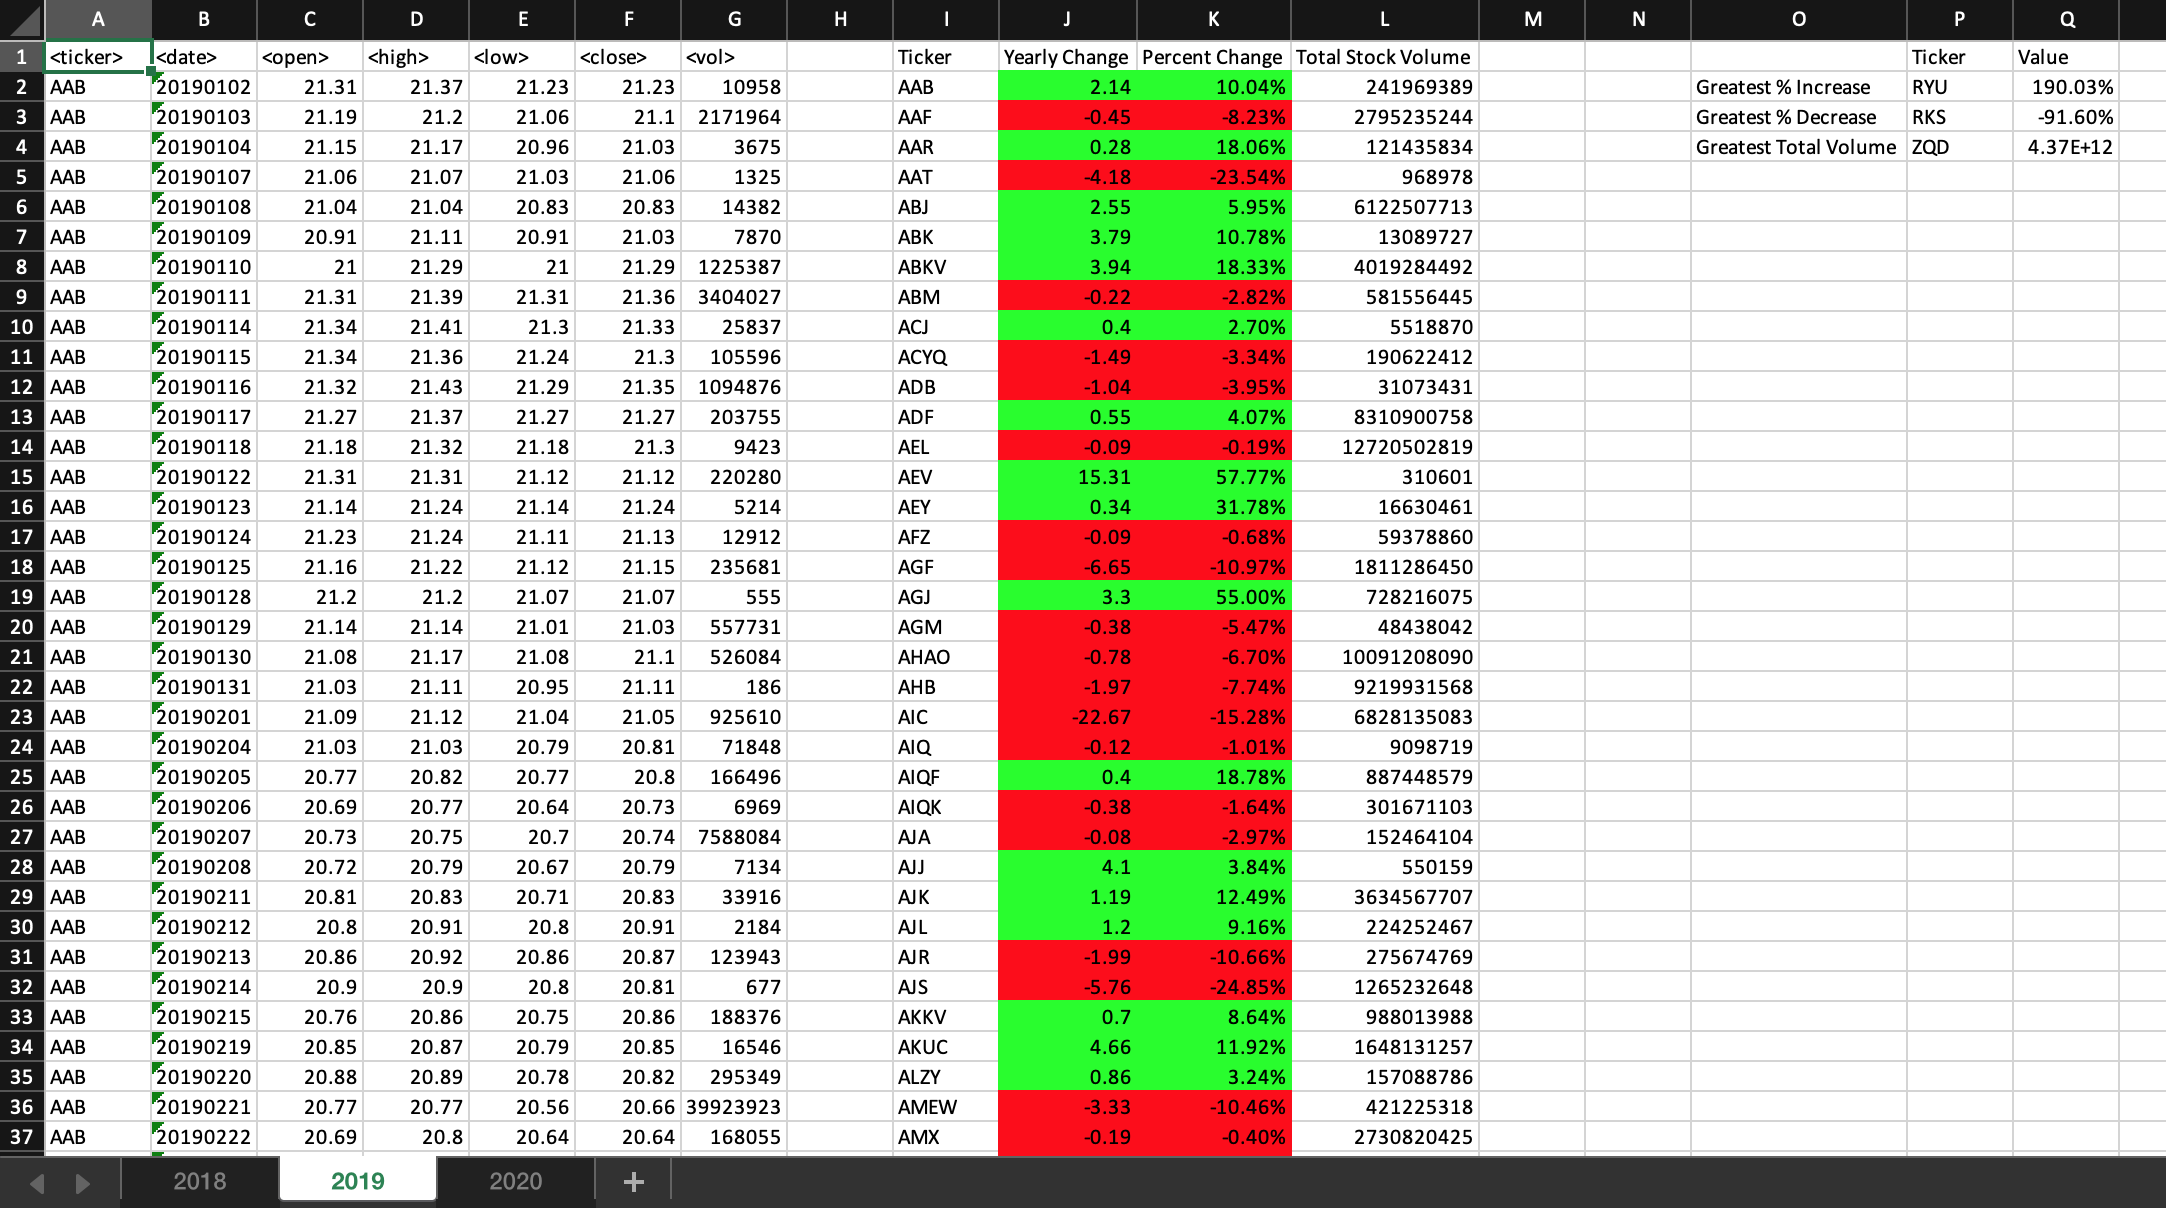 A B C D E F G H I J K L M N O P Q
1 <ticker> <date> <open> <high> <low> <close> <vol> Ticker Yearly Change Percent Change Total Stock Volume Ticker Value
2 AAB 20190102 21.31 21.37 21.23 21.23 10958 AAB 2.14 10.04% 241969389 Greatest % Increase RYU 190.03%
3 AAB 20190103 21.19 21.2 21.06 21.1 2171964 AAF -0.45 -8.23% 2795235244 Greatest % Decrease RKS -91.60%
4 AAB 20190104 21.15 21.17 20.96 21.03 3675 AAR 0.28 18.06% 121435834 Greatest Total Volume ZQD 4.37E+12
5 AAB 20190107 21.06 21.07 21.03 21.06 1325 AAT -4.18 -23.54% 968978
6 AAB 20190108 21.04 21.04 20.83 20.83 14382 ABJ 2.55 5.95% 6122507713
7 AAB 20190109 20.91 21.11 20.91 21.03 7870 ABK 3.79 10.78% 13089727
8 AAB 20190110 21 21.29 21 21.29 1225387 ABKV 3.94 18.33% 4019284492
9 AAB 20190111 21.31 21.39 21.31 21.36 3404027 ABM -0.22 -2.82% 581556445
10 AAB 20190114 21.34 21.41 21.3 21.33 25837 ACJ 0.4 2.70% 5518870
11 AAB 20190115 21.34 21.36 21.24 21.3 105596 ACYQ -1.49 -3.34% 190622412
12 AAB 20190116 21.32 21.43 21.29 21.35 1094876 ADB -1.04 -3.95% 31073431
13 AAB 20190117 21.27 21.37 21.27 21.27 203755 ADF 0.55 4.07% 8310900758
14 AAB 20190118 21.18 21.32 21.18 21.3 9423 AEL -0.09 -0.19% 12720502819
15 AAB 20190122 21.31 21.31 21.12 21.12 220280 AEV 15.31 57.77% 310601
16 AAB 20190123 21.14 21.24 21.14 21.24 5214 AEY 0.34 31.78% 16630461
17 AAB 20190124 21.23 21.24 21.11 21.13 12912 AFZ -0.09 -0.68% 59378860
18 AAB 20190125 21.16 21.22 21.12 21.15 235681 AGF -6.65 -10.97% 1811286450
19 AAB 20190128 21.2 21.2 21.07 21.07 555 AGJ 3.3 55.00% 728216075
20 AAB 20190129 21.14 21.14 21.01 21.03 557731 AGM -0.38 -5.47% 48438042
21 AAB 20190130 21.08 21.17 21.08 21.1 526084 AHAO -0.78 -6.70% 10091208090
22 AAB 20190131 21.03 21.11 20.95 21.11 186 AHB -1.97 -7.74% 9219931568
23 AAB 20190201 21.09 21.12 21.04 21.05 925610 AIC -22.67 -15.28% 6828135083
24 AAB 20190204 21.03 21.03 20.79 20.81 71848 AIQ -0.12 -1.01% 9098719
25 AAB 20190205 20.77 20.82 20.77 20.8 166496 AIQF 0.4 18.78% 887448579
26 AAB 20190206 20.69 20.77 20.64 20.73 6969 AIQK -0.38 -1.64% 301671103
27 AAB 20190207 20.73 20.75 20.7 20.74 7588084 AJA -0.08 -2.97% 152464104
28 AAB 20190208 20.72 20.79 20.67 20.79 7134 AJJ 4.1 3.84% 550159
29 AAB 20190211 20.81 20.83 20.71 20.83 33916 AJK 1.19 12.49% 3634567707
30 AAB 20190212 20.8 20.91 20.8 20.91 2184 AJL 1.2 9.16% 224252467
31 AAB 20190213 20.86 20.92 20.86 20.87 123943 AJR -1.99 -10.66% 275674769
32 AAB 20190214 20.9 20.9 20.8 20.81 677 AJS -5.76 -24.85% 1265232648
33 AAB 20190215 20.76 20.86 20.75 20.86 188376 AKKV 0.7 8.64% 988013988
34 AAB 20190219 20.85 20.87 20.79 20.85 16546 AKUC 4.66 11.92% 1648131257
35 AAB 20190220 20.88 20.89 20.78 20.82 295349 ALZY 0.86 3.24% 157088786
36 AAB 20190221 20.77 20.77 20.56 20.66 39923923 AMEW -3.33 -10.46% 421225318
37 AAB 20190222 20.69 20.8 20.64 20.64 168055 AMX -0.19 -0.40% 2730820425
2018 2019 2020 +